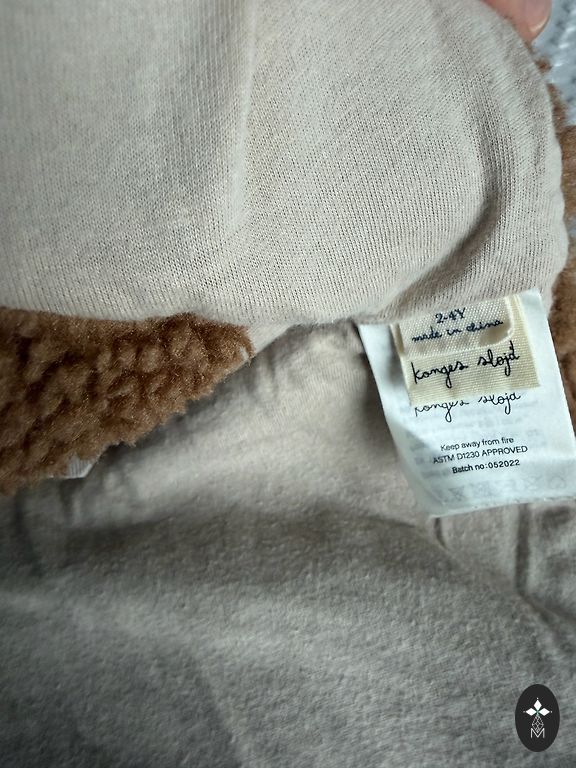 2-4Y
made in china
konges sløjd
konges sløjd
Keep away from fire
ASTM D1230 APPROVED
Batch no:052022
M